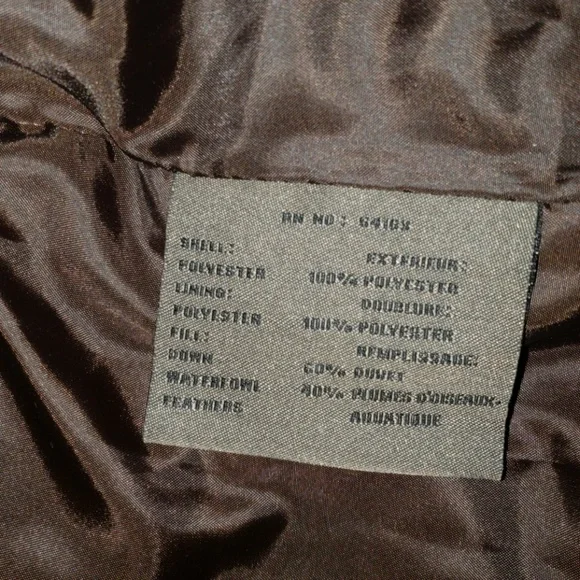 RN NO: 
SHELL: EXTERIEUR:
POLYESTER 100% POLYESTER
LINING: DOUBLURE:
POLYESTER 100% POLYESTER
FILL: REMPLISSAGE:
DOWN 60% DUVET
WATERFOWL 40% PLUMES D'OISEAUX-
FEATHERS AQUATIQUE